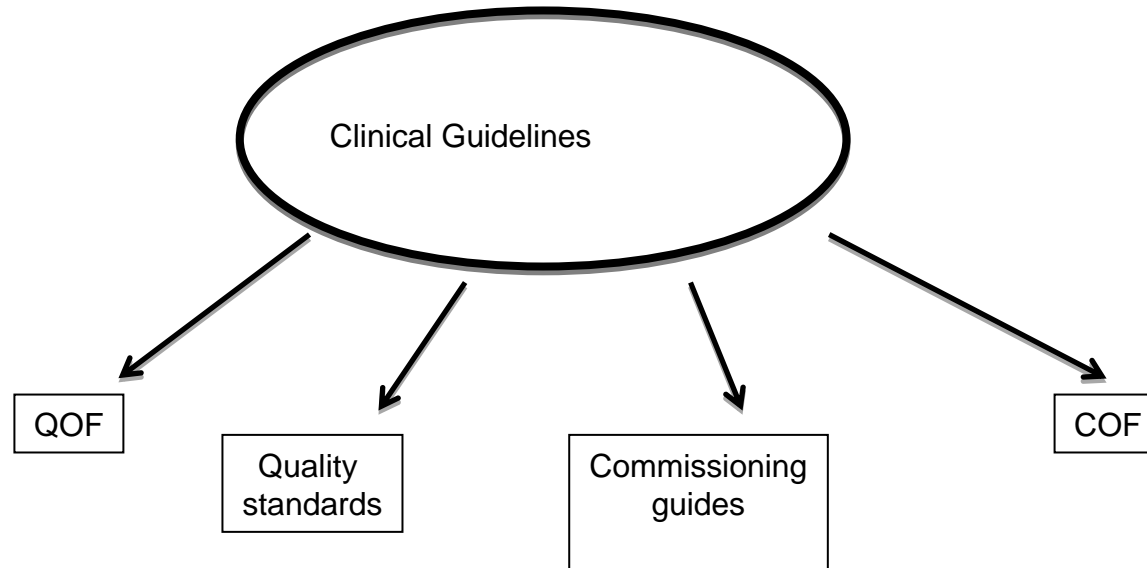 Clinical Guidelines
QOF
Quality
standards
Commissioning
guides
COF